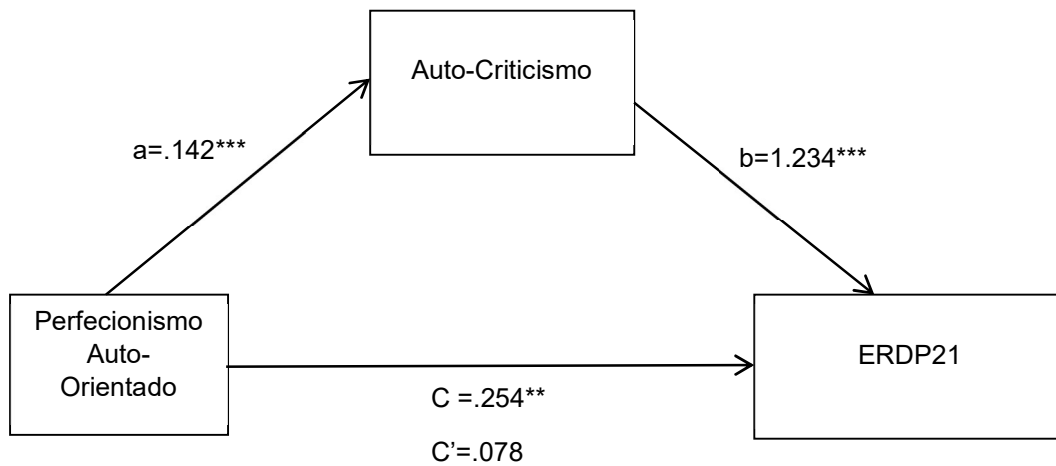 Auto-Criticismo
a=.142***
b=1.234***
Perfecionismo
Auto-
Orientado
ERDP21
C =.254**
C’=.078